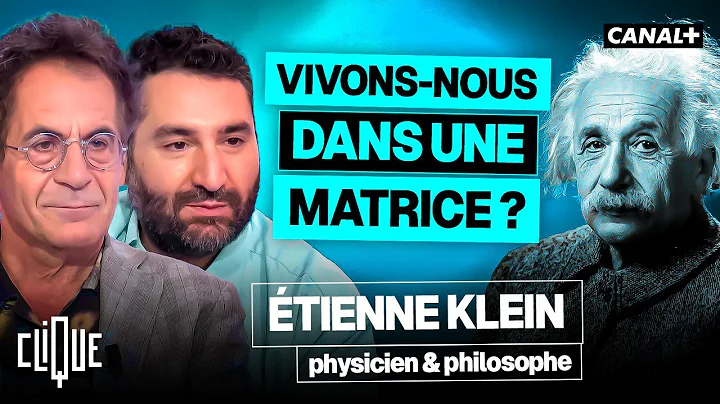 CANAL+
VIVONS-NOUS
DANS UNE
MATRICE ?
ÉTIENNE KLEIN
physicien & philosophe
CLIQUE